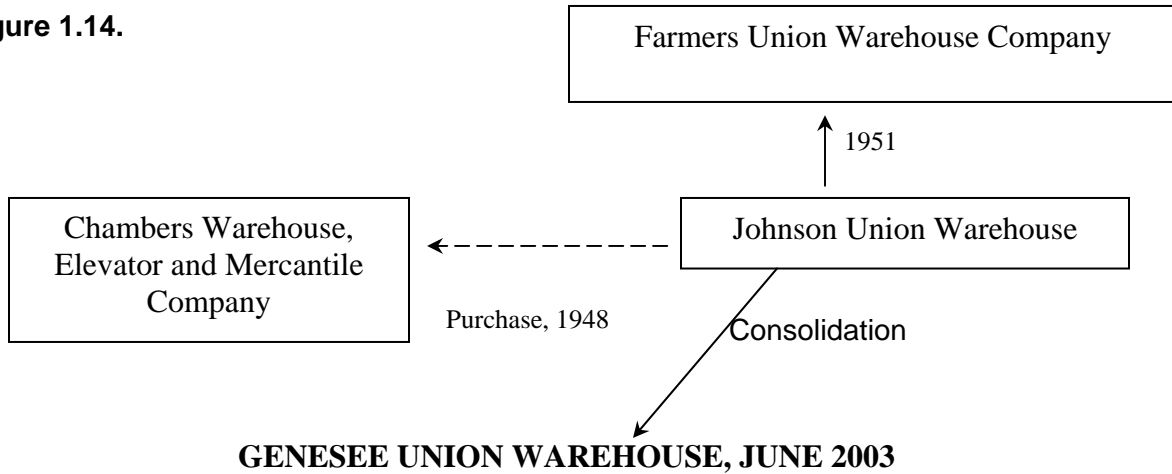 gure 1.14.
Farmers Union Warehouse Company
1951
Chambers Warehouse,
Elevator and Mercantile
Company
Johnson Union Warehouse
Purchase, 1948
Consolidation
GENESEE UNION WAREHOUSE, JUNE 2003